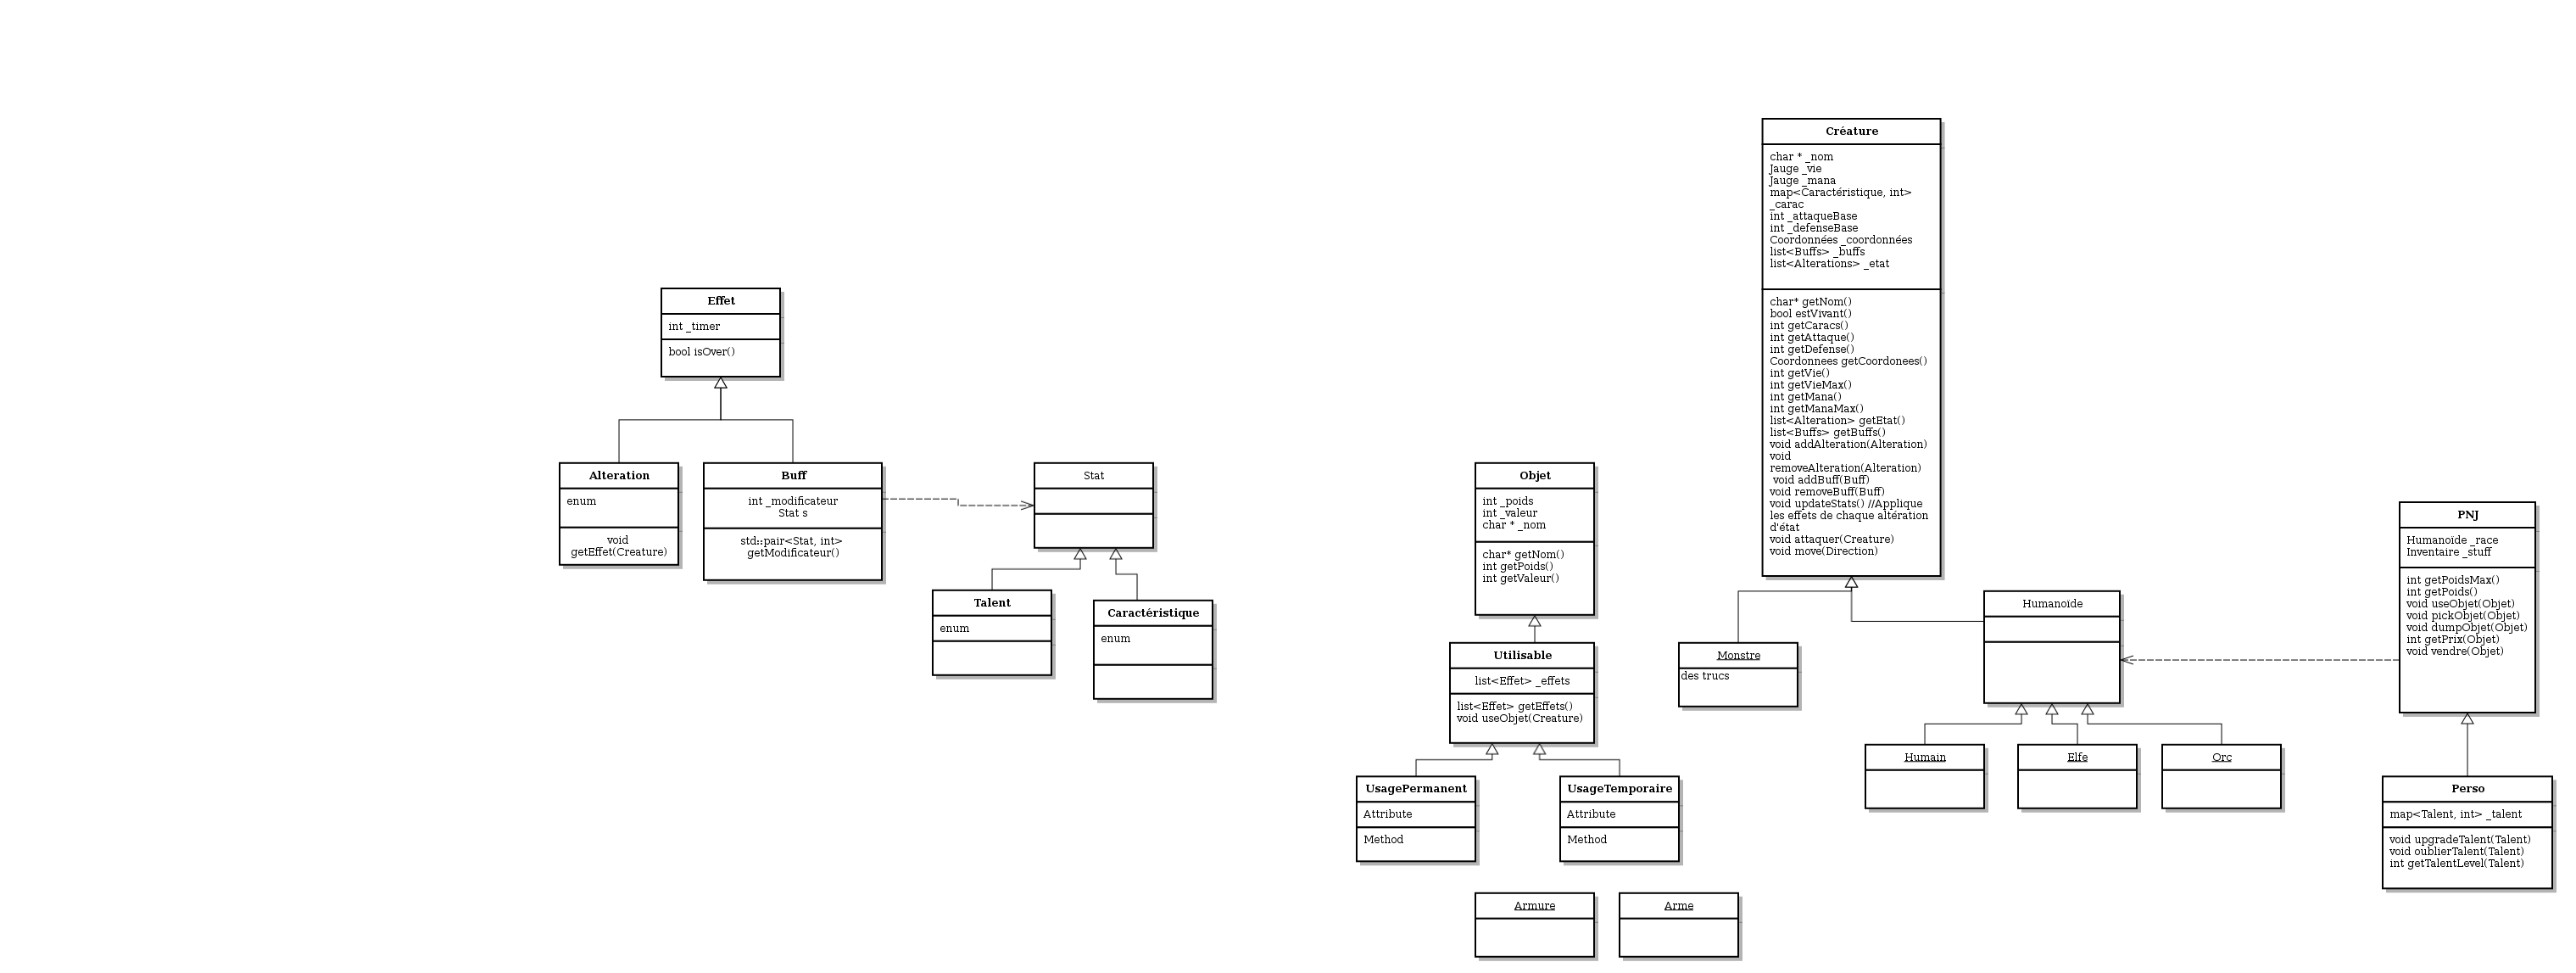 Effet
int _timer
bool isOver()
Alteration
enum
void
getEffet(Creature)
Buff
int _modificateur
Stat s
std::pair<Stat, int>
getModificateur()
Stat
Talent
enum
Caractéristique
enum
Objet
int _poids
int _valeur
char * _nom
char* getNom()
int getPoids()
int getValeur()
Utilisable
list<Effet> _effets
list<Effet> getEffets()
void useObjet(Creature)
UsagePermanent
Attribute
Method
UsageTemporaire
Attribute
Method
Armure
Arme
Créature
char * _nom
Jauge _vie
Jauge _mana
map<Caractéristique, int>
_carac
int _attaqueBase
int _defenseBase
Coordonnées _coordonnées
list<Buffs> _buffs
list<Alterations> _etat
char* getNom()
bool estVivant()
int getCaracs()
int getAttaque()
int getDefense()
Coordonnees getCoordonees()
int getVie()
int getVieMax()
int getMana()
int getManaMax()
list<Alteration> getEtat()
list<Buffs> getBuffs()
void addAlteration(Alteration)
void
removeAlteration(Alteration)
void addBuff(Buff)
void removeBuff(Buff)
void updateStats() //Applique
les effets de chaque altération
d'état
void attaquer(Creature)
void move(Direction)
Monstre
des trucs
Humanoïde
Humain
Elfe
Orc
PNJ
Humanoïde _race
Inventaire _stuff
int getPoidsMax()
int getPoids()
void useObjet(Objet)
void pickObjet(Objet)
void dumpObjet(Objet)
int getPrix(Objet)
void vendre(Objet)
Perso
map<Talent, int> _talent
void upgradeTalent(Talent)
void oublierTalent(Talent)
int getTalentLevel(Talent)